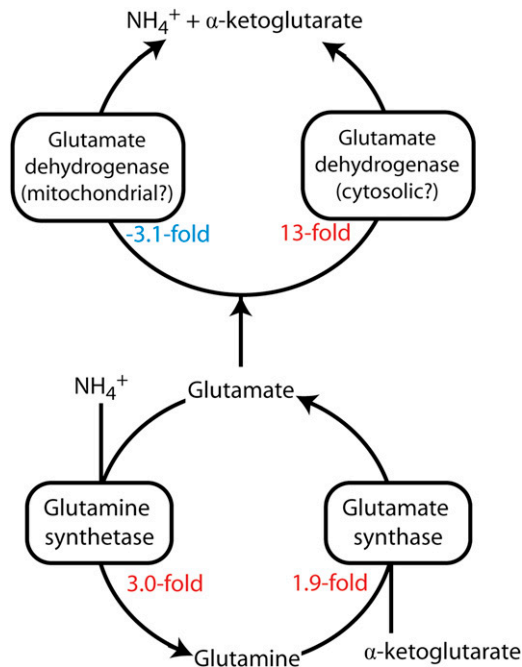 NH₄⁺ + α-ketoglutarate
Glutamate
dehydrogenase
(mitochondrial?)
Glutamate
dehydrogenase
(cytosolic?)
-3.1-fold
13-fold
NH₄⁺
Glutamate
Glutamine
synthetase
Glutamate
synthase
3.0-fold
1.9-fold
Glutamine
α-ketoglutarate